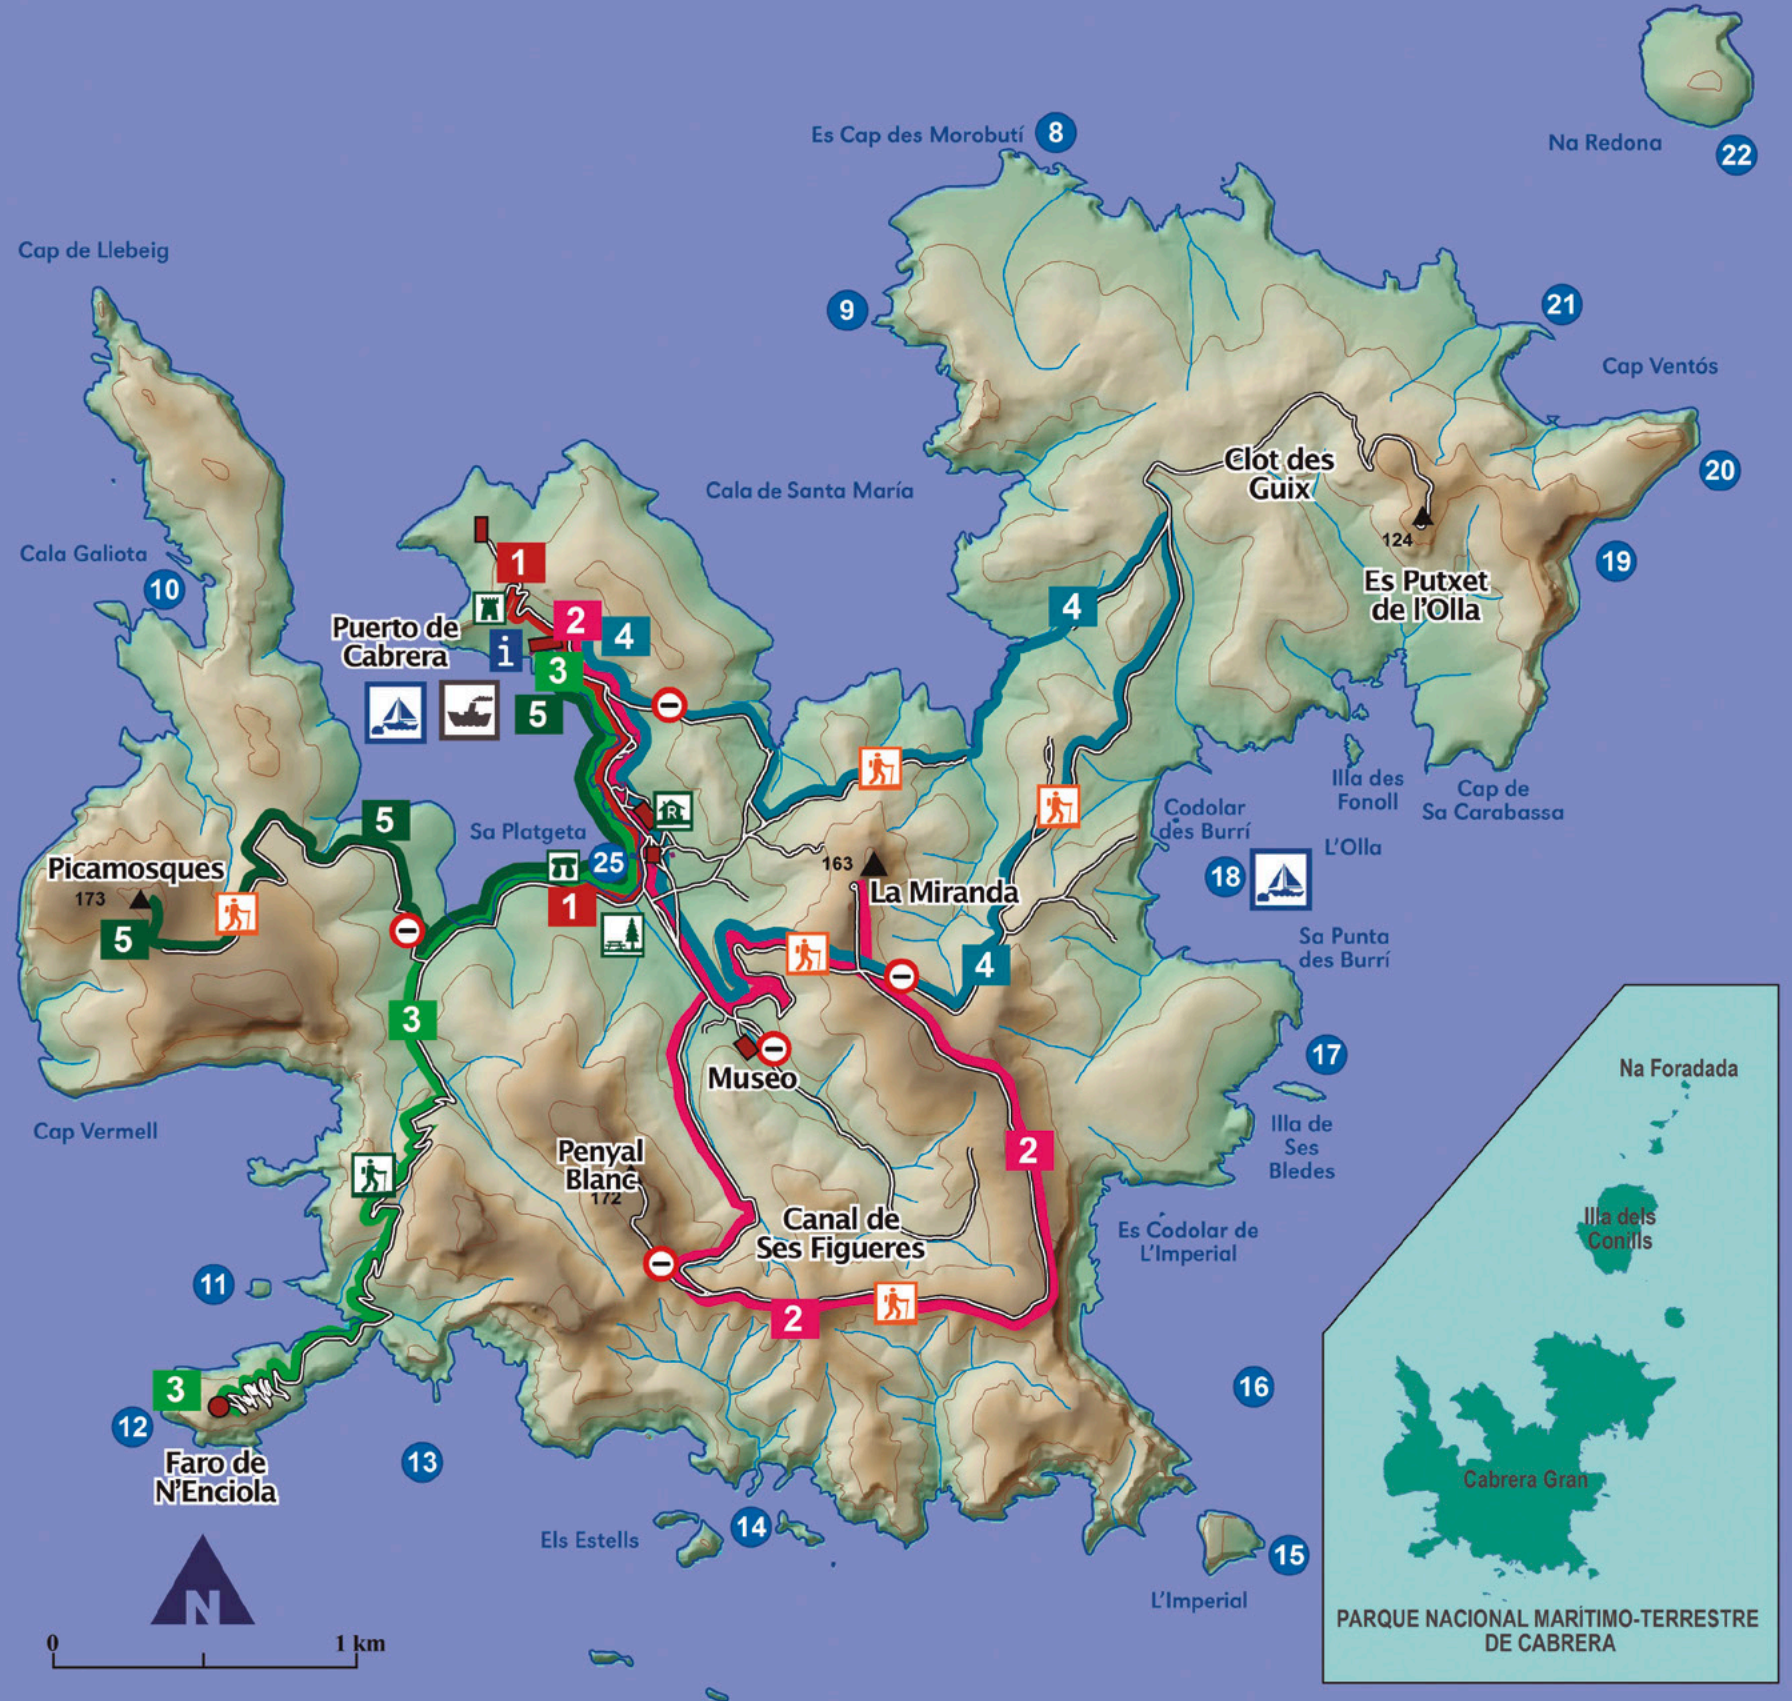 Es Cap des Morobutí
8
Na Redona
22
Cap de Llebeig
9
21
Cap Ventós
Clot des
Guix
20
Cala de Santa María
124
Cala Galiota
10
1
19
Es Putxet
de l'Olla
4
2
4
Puerto de
Cabrera
i
3
5
Illa des
Fonoll
Cap de
Sa Carabassa
R
Codolar
des Burrí
5
Sa Platgeta
25
L'Olla
Picamosques
173
163
La Miranda
18
1
5
Sa Punta
des Burrí
4
3
17
Museo
Na Foradada
Cap Vermell
Illa de
Ses
Bledes
2
Penyal
Blanc
172
Canal de
Ses Figueres
Es Codolar de
L'Imperial
Illa dels
Conills
11
2
3
16
12
13
Faro de
N'Enciola
Cabrera Gran
14
Els Estells
15
L'Imperial
N
0 1 km
PARQUE NACIONAL MARÍTIMO-TERRESTRE
DE CABRERA